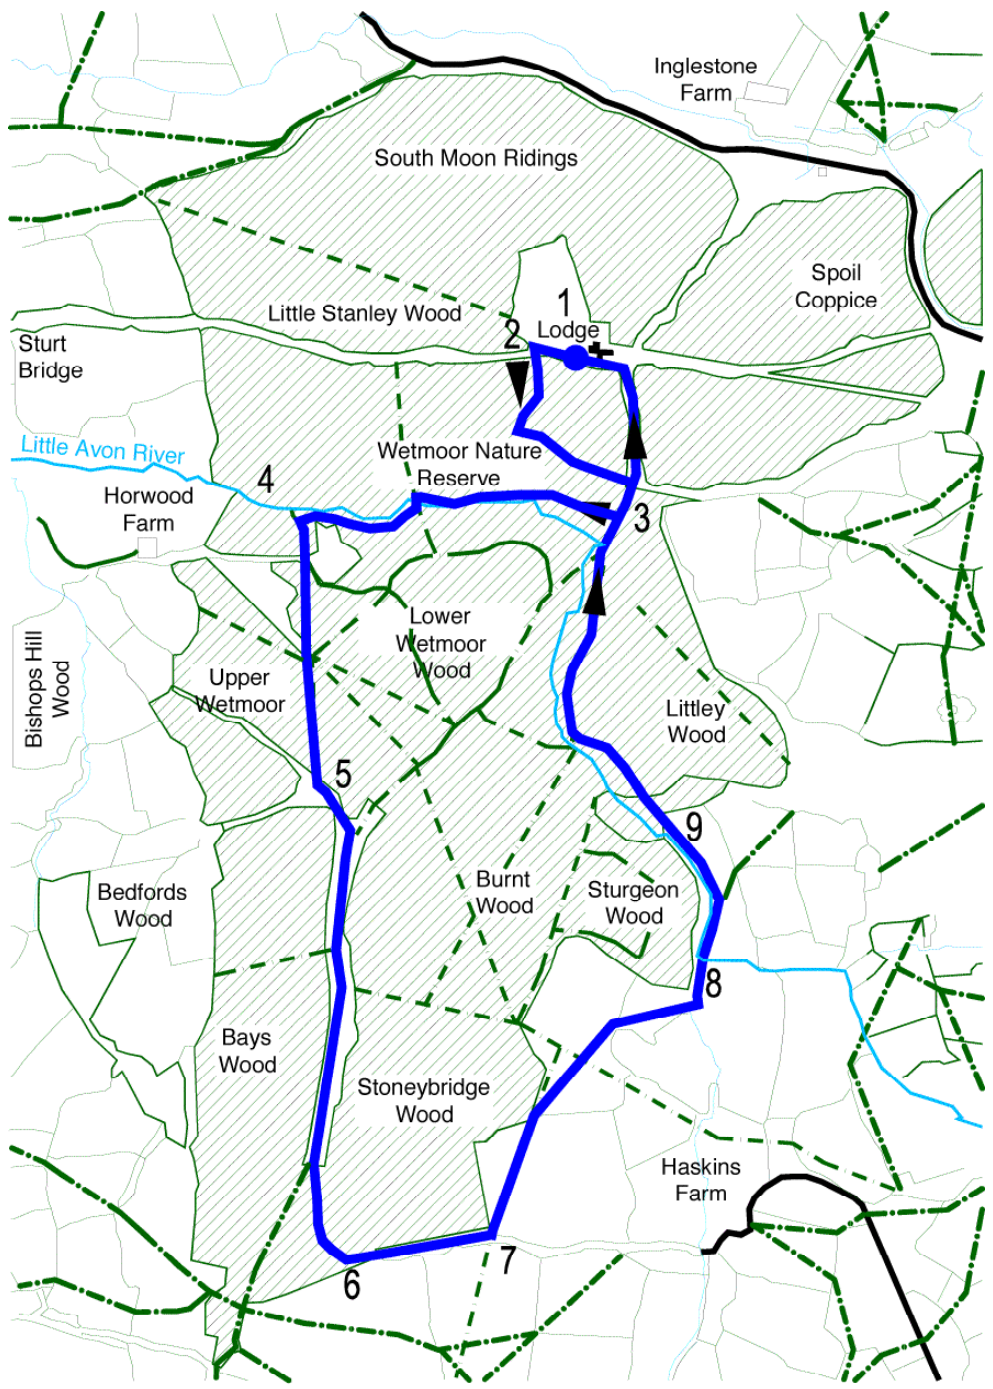 Inglestone
Farm
South Moon Ridings
Spoil
Coppice
1
Little Stanley Wood
2
Lodge
Sturt
Bridge
Little Avon River
Wetmoor Nature
Reserve
4
Horwood
Farm
3
Lower
Wetmoor
Wood
Bishops Hill
Wood
Upper
Wetmoor
Littley
Wood
5
9
Bedfords
Wood
Burnt
Wood
Sturgeon
Wood
8
Bays
Wood
Stoneybridge
Wood
Haskins
Farm
7
6